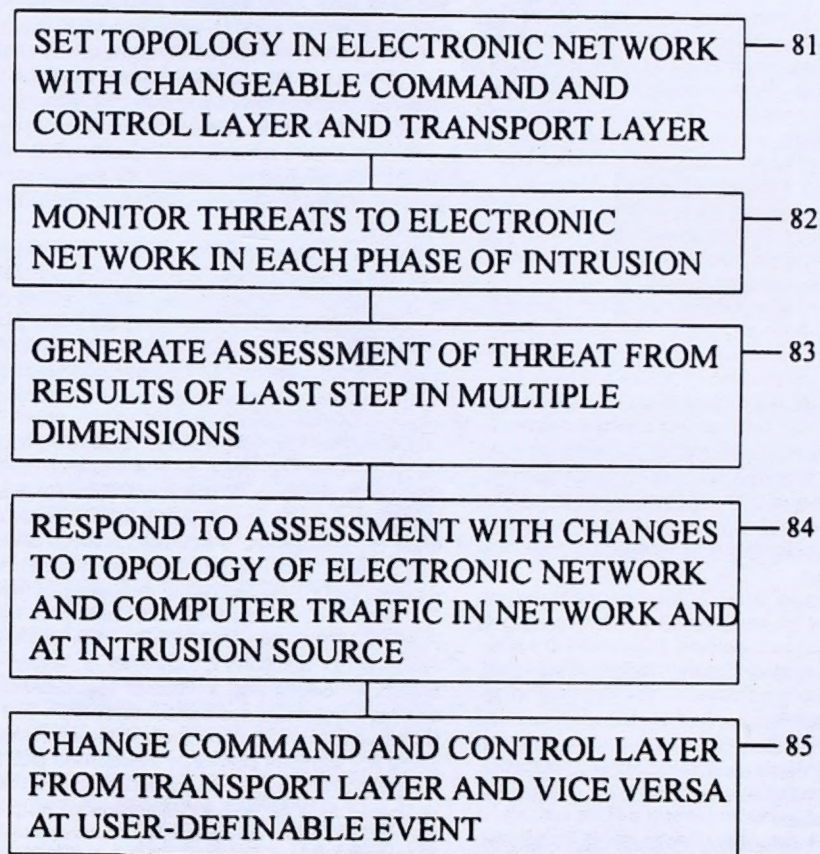 SET TOPOLOGY IN ELECTRONIC NETWORK
WITH CHANGEABLE COMMAND AND
CONTROL LAYER AND TRANSPORT LAYER
81
MONITOR THREATS TO ELECTRONIC
NETWORK IN EACH PHASE OF INTRUSION
82
GENERATE ASSESSMENT OF THREAT FROM
RESULTS OF LAST STEP IN MULTIPLE
DIMENSIONS
83
RESPOND TO ASSESSMENT WITH CHANGES
TO TOPOLOGY OF ELECTRONIC NETWORK
AND COMPUTER TRAFFIC IN NETWORK AND
AT INTRUSION SOURCE
84
CHANGE COMMAND AND CONTROL LAYER
FROM TRANSPORT LAYER AND VICE VERSA
AT USER-DEFINABLE EVENT
85